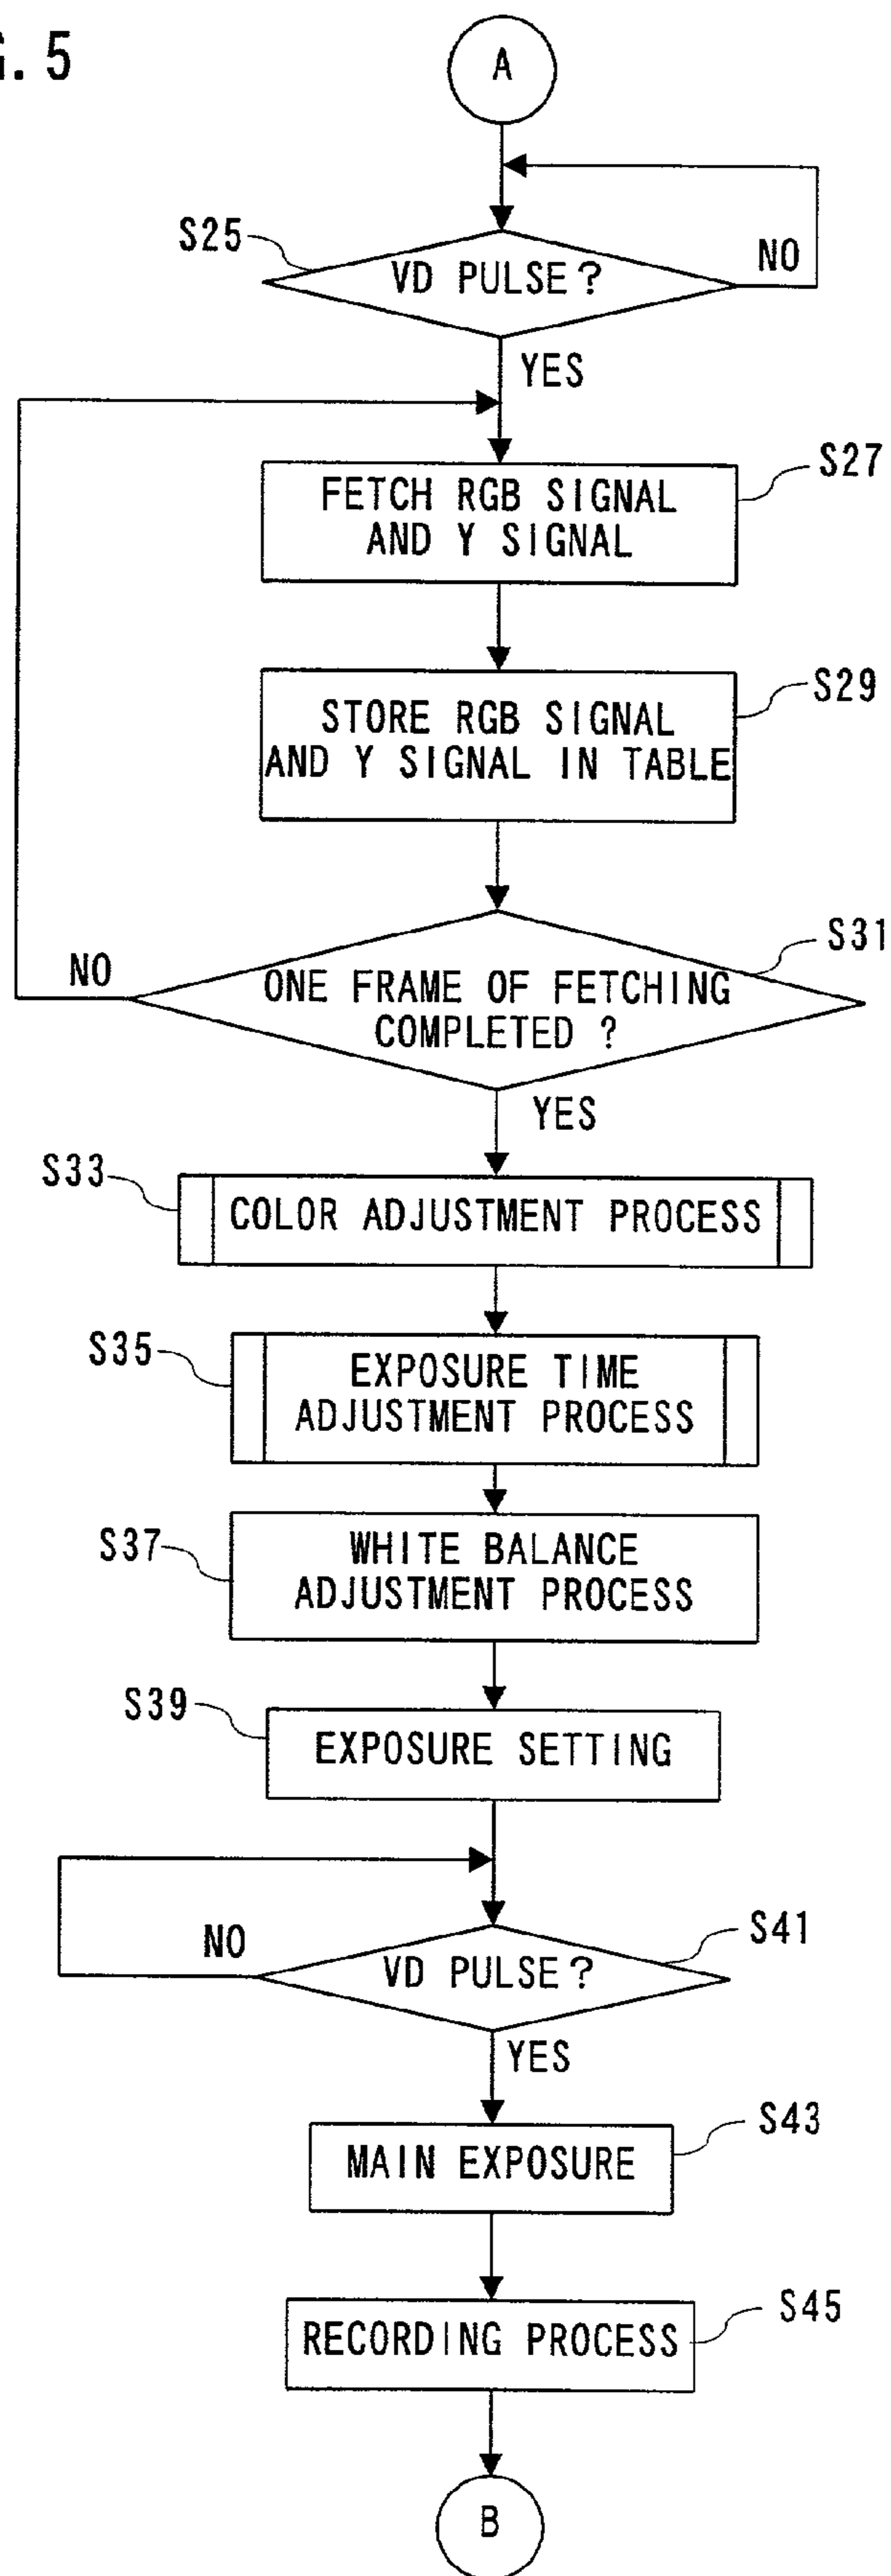 G. 5
A
S25
VD PULSE?
NO
YES
S27
FETCH RGB SIGNAL
AND Y SIGNAL
S29
STORE RGB SIGNAL
AND Y SIGNAL IN TABLE
S31
NO
ONE FRAME OF FETCHING
COMPLETED ?
YES
S33
COLOR ADJUSTMENT PROCESS
S35
EXPOSURE TIME
ADJUSTMENT PROCESS
S37
WHITE BALANCE
ADJUSTMENT PROCESS
S39
EXPOSURE SETTING
S41
NO
VD PULSE?
YES
S43
MAIN EXPOSURE
S45
RECORDING PROCESS
B